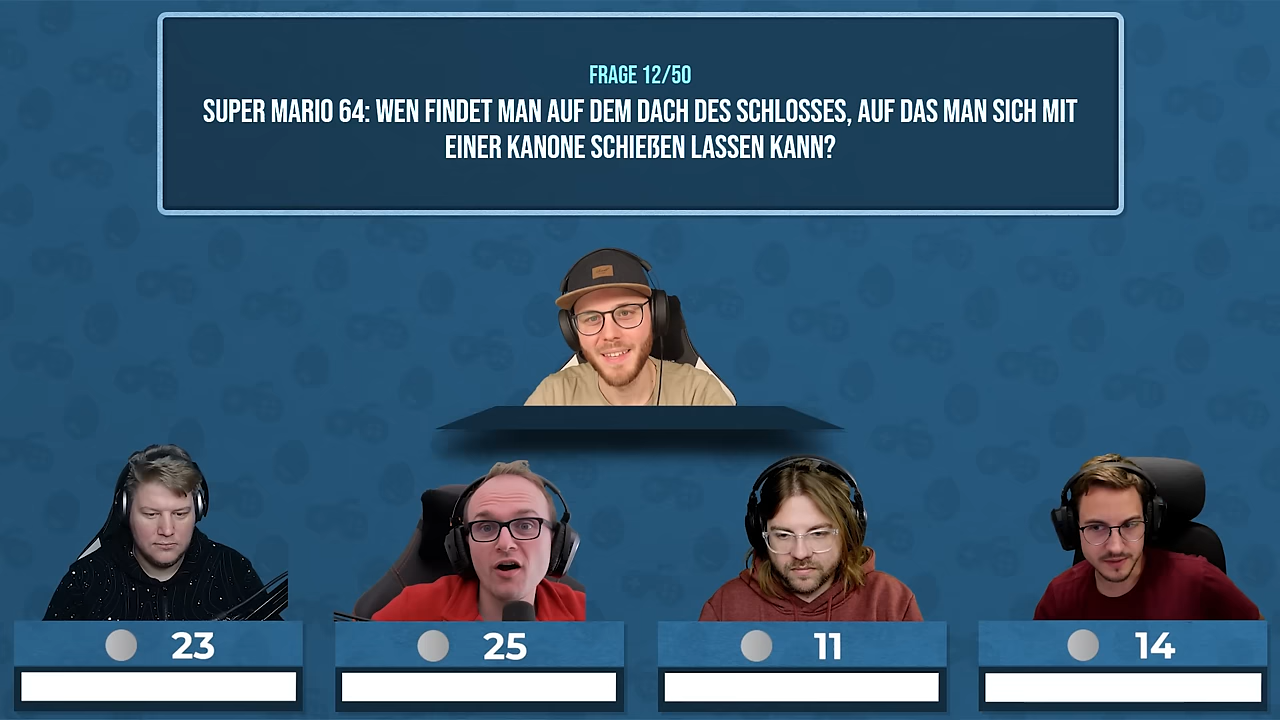 FRAGE 12/50
SUPER MARIO 64: WEN FINDET MAN AUF DEM DACH DES SCHLOSSES, AUF DAS MAN SICH MIT
EINER KANONE SCHIEẞEN LASSEN KANN?
23
25
11
14